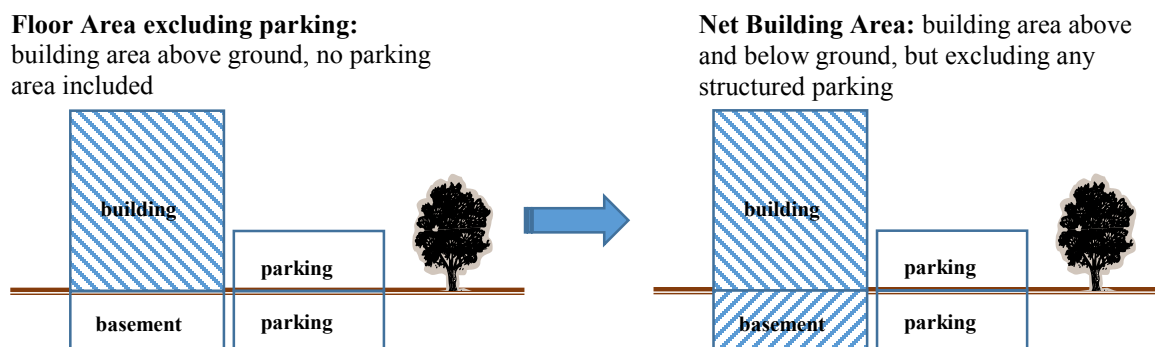 Floor Area excluding parking:
building area above ground, no parking
area included
building
parking
basement
parking
Net Building Area: building area above
and below ground, but excluding any
structured parking
building
parking
basement
parking